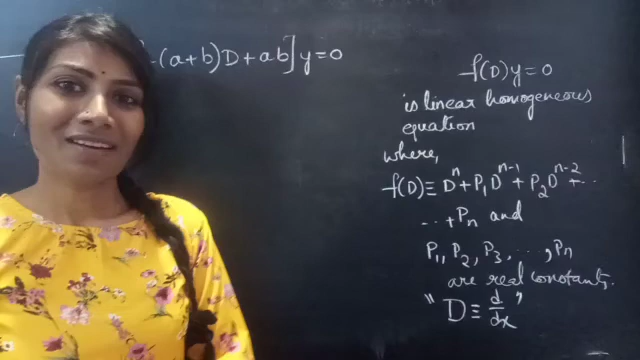 - (a+b)D + ab]y = 0
f(D)y = 0
is linear homogeneous
equation
where,
f(D) ≡ Dⁿ + P₁Dⁿ⁻¹ + P₂Dⁿ⁻² + ...
... + Pₙ and
P₁, P₂, P₃, ..., Pₙ
are real constants.
" D ≡ d/dx "